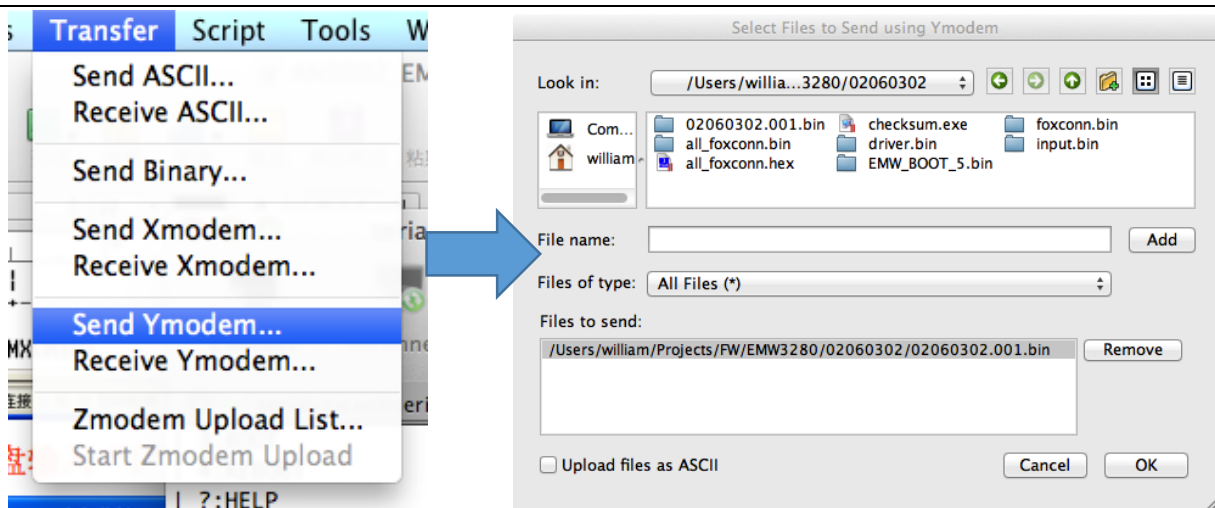 Transfer Script Tools
Send ASCII...
Receive ASCII...
Send Binary...
Send Xmodem...
Receive Xmodem...
Send Ymodem...
Receive Ymodem...
Zmodem Upload List...
Start Zmodem Upload
?:HELP
Select Files to Send using Ymodem
Look in: /Users/willia...3280/02060302
Com...
william
02060302.001.bin checksum.exe foxconn.bin
all_foxconn.bin driver.bin input.bin
all_foxconn.hex EMW_BOOT_5.bin
File name: Add
Files of type: All Files (*)
Files to send:
/Users/william/Projects/FW/EMW3280/02060302/02060302.001.bin Remove
Upload files as ASCII Cancel OK